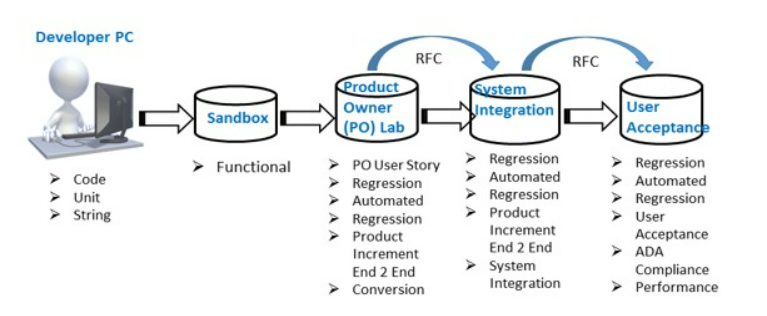 Developer PC
RFC
RFC
Sandbox
Product
Owner
(PO) Lab
System
Integration
User
Acceptance
Code
Unit
String
Functional
PO User Story
Regression
Automated
Regression
Product
Increment
End 2 End
Conversion
Regression
Automated
Regression
Product
Increment
End 2 End
System
Integration
Regression
Automated
Regression
User
Acceptance
ADA
Compliance
Performance